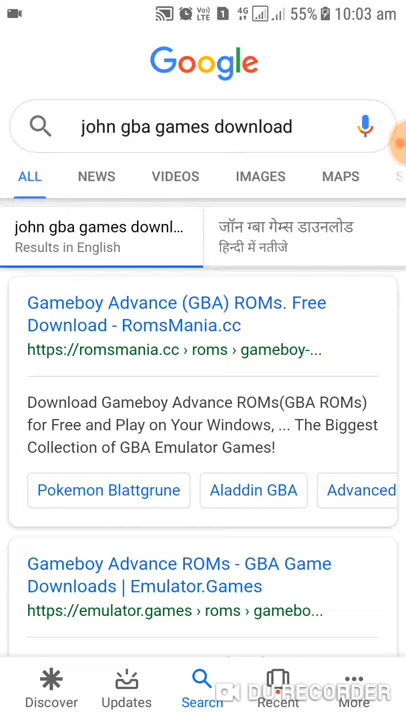 Vo) 4G 55% 10:03 am
LTE 1
Google
john gba games download
ALL NEWS VIDEOS IMAGES MAPS S
john gba games downl... जॉन ग्बा गेम्स डाउनलोड
Results in English हिन्दी में नतीजे
Gameboy Advance (GBA) ROMs. Free
Download - RomsMania.cc
https://romsmania.cc › roms › gameboy-...
Download Gameboy Advance ROMs(GBA ROMs)
for Free and Play on Your Windows, ... The Biggest
Collection of GBA Emulator Games!
Pokemon Blattgrune Aladdin GBA Advanced
Gameboy Advance ROMs - GBA Game
Downloads | Emulator.Games
https://emulator.games › roms › gamebo...
Discover Updates Search Recent More
DU RECORDER